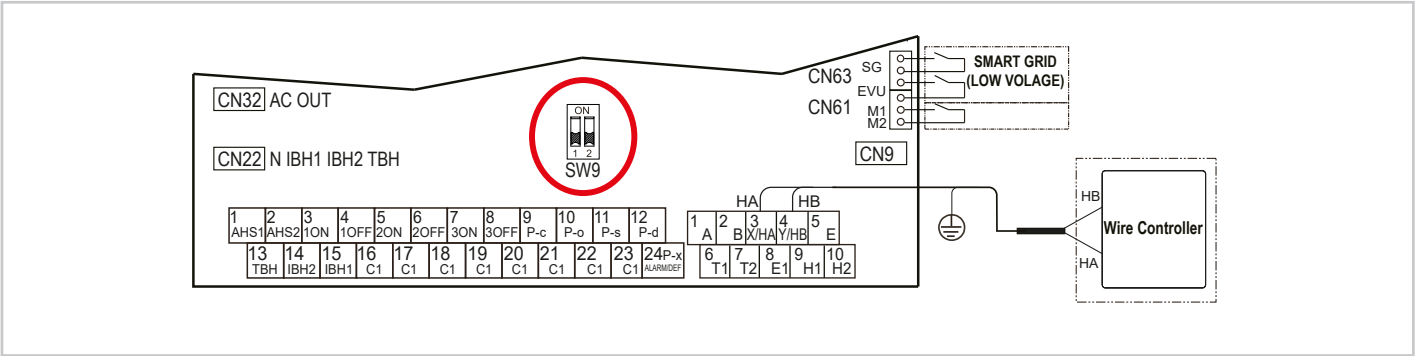 CN32 AC OUT
CN22 N IBH1 IBH2 TBH
ON
1 2
SW9
CN63 SG
EVU
CN61 M1
M2
SMART GRID
(LOW VOLAGE)
CN9
HA HB
1 AHS1 2 AHS2 3 1ON 4 1OFF 5 2ON 6 2OFF 7 3ON 8 3OFF 9 P-c 10 P-o 11 P-s 12 P-d
13 TBH 14 IBH2 15 IBH1 16 C1 17 C1 18 C1 19 C1 20 C1 21 C1 22 C1 23 C1 24 P-x ALARM/DEF
1 A 2 B 3 X/HA 4 Y/HB 5 E
6 T1 7 T2 8 E1 9 H1 10 H2
HB
Wire Controller
HA